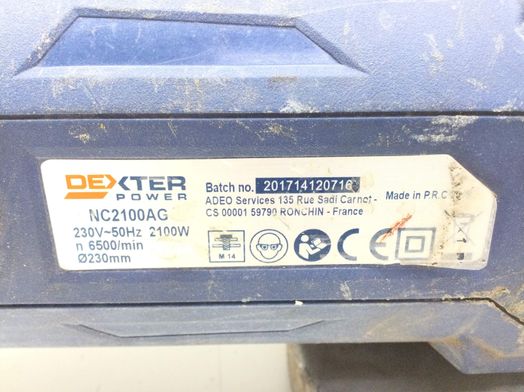 DEXTER
POWER
NC2100AG
230V~50Hz 2100W
n 6500/min
Ø230mm
Batch no. 201714120716
ADEO Services 135 Rue Sadi Carnot - Made in P.R.C
CS 00001 59790 RONCHIN - France
M 14
CE